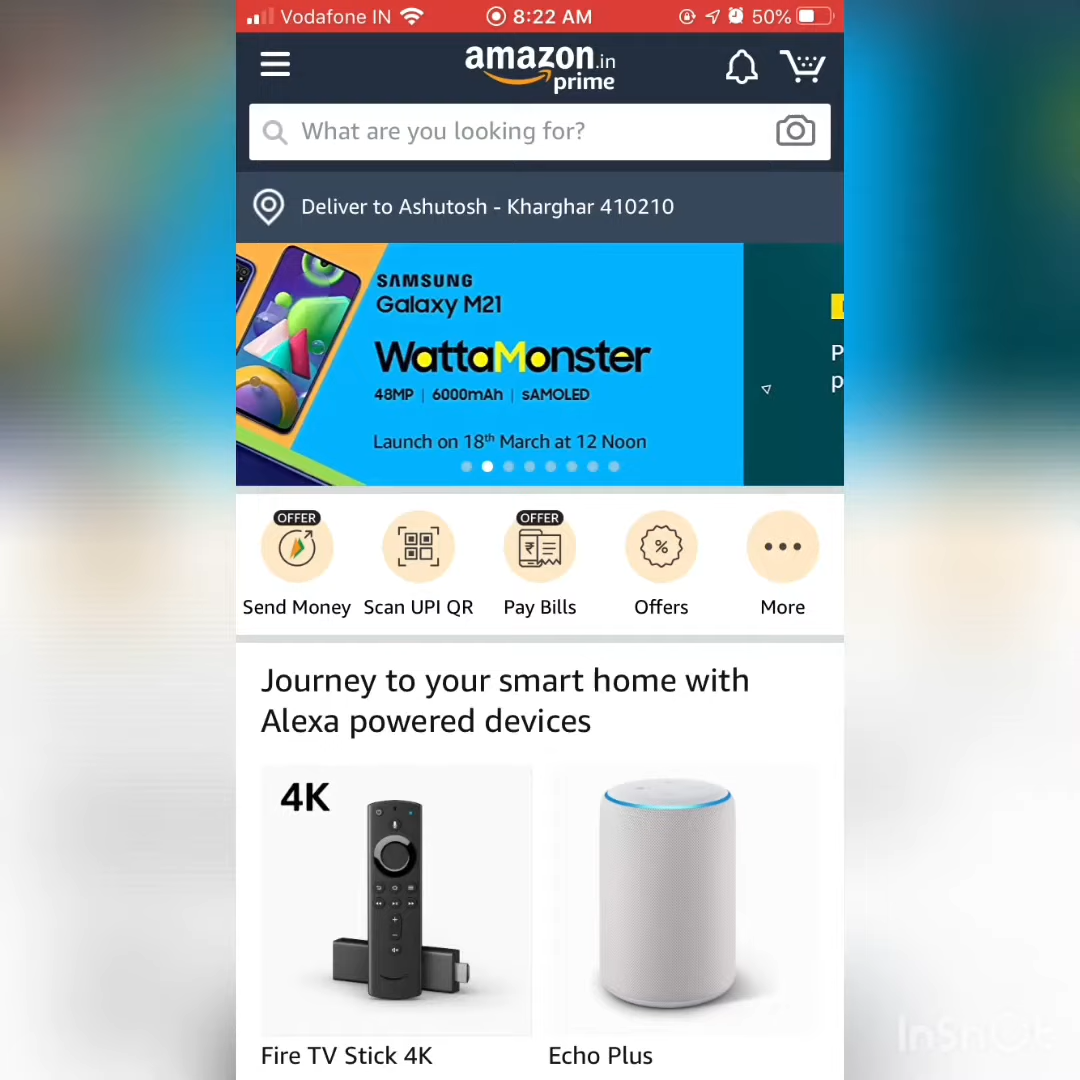 Vodafone IN 8:22 AM 50%
amazon.in
prime
What are you looking for?
Deliver to Ashutosh - Kharghar 410210
SAMSUNG
Galaxy M21
WattaMonster
48MP | 6000mAh | sAMOLED
Launch on 18th March at 12 Noon
P
p
OFFER OFFER
Send Money Scan UPI QR Pay Bills Offers More
Journey to your smart home with
Alexa powered devices
4K
Fire TV Stick 4K Echo Plus
InShOt